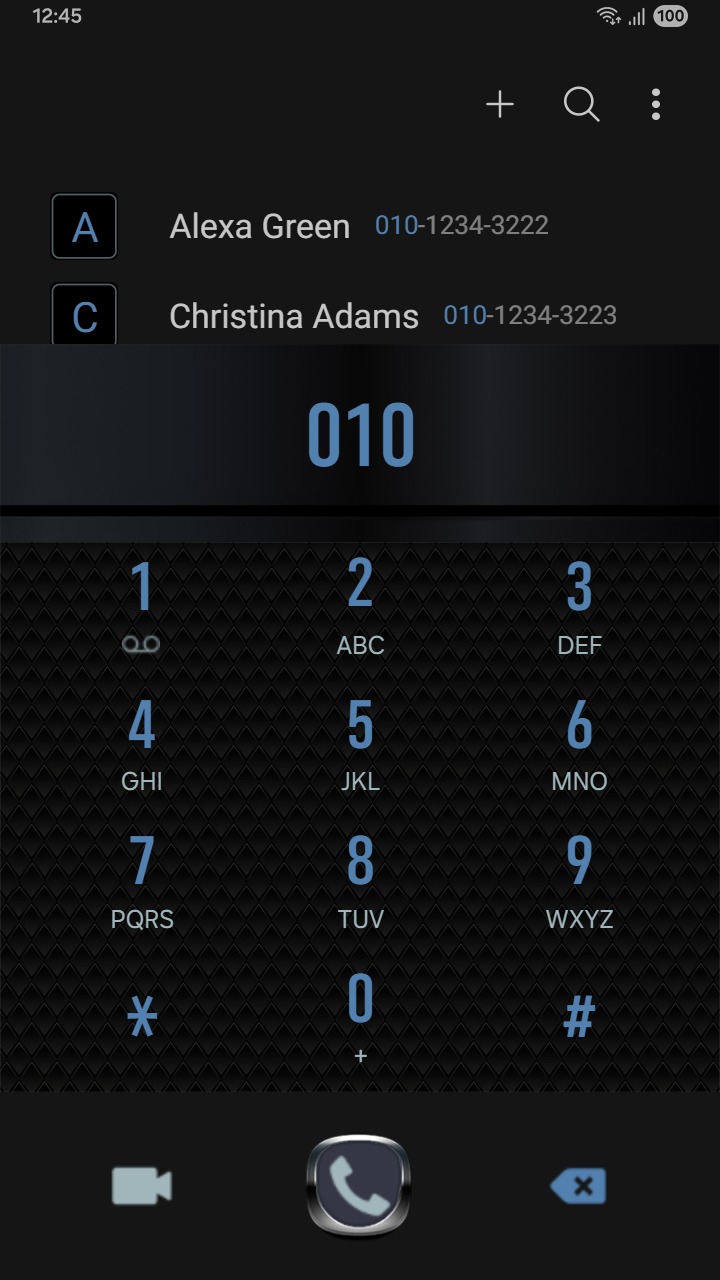 12:45 100
A Alexa Green 010-1234-3222
C Christina Adams 010-1234-3223
010
1 2 3
ABC DEF
4 5 6
GHI JKL MNO
7 8 9
PQRS TUV WXYZ
* 0 #
+